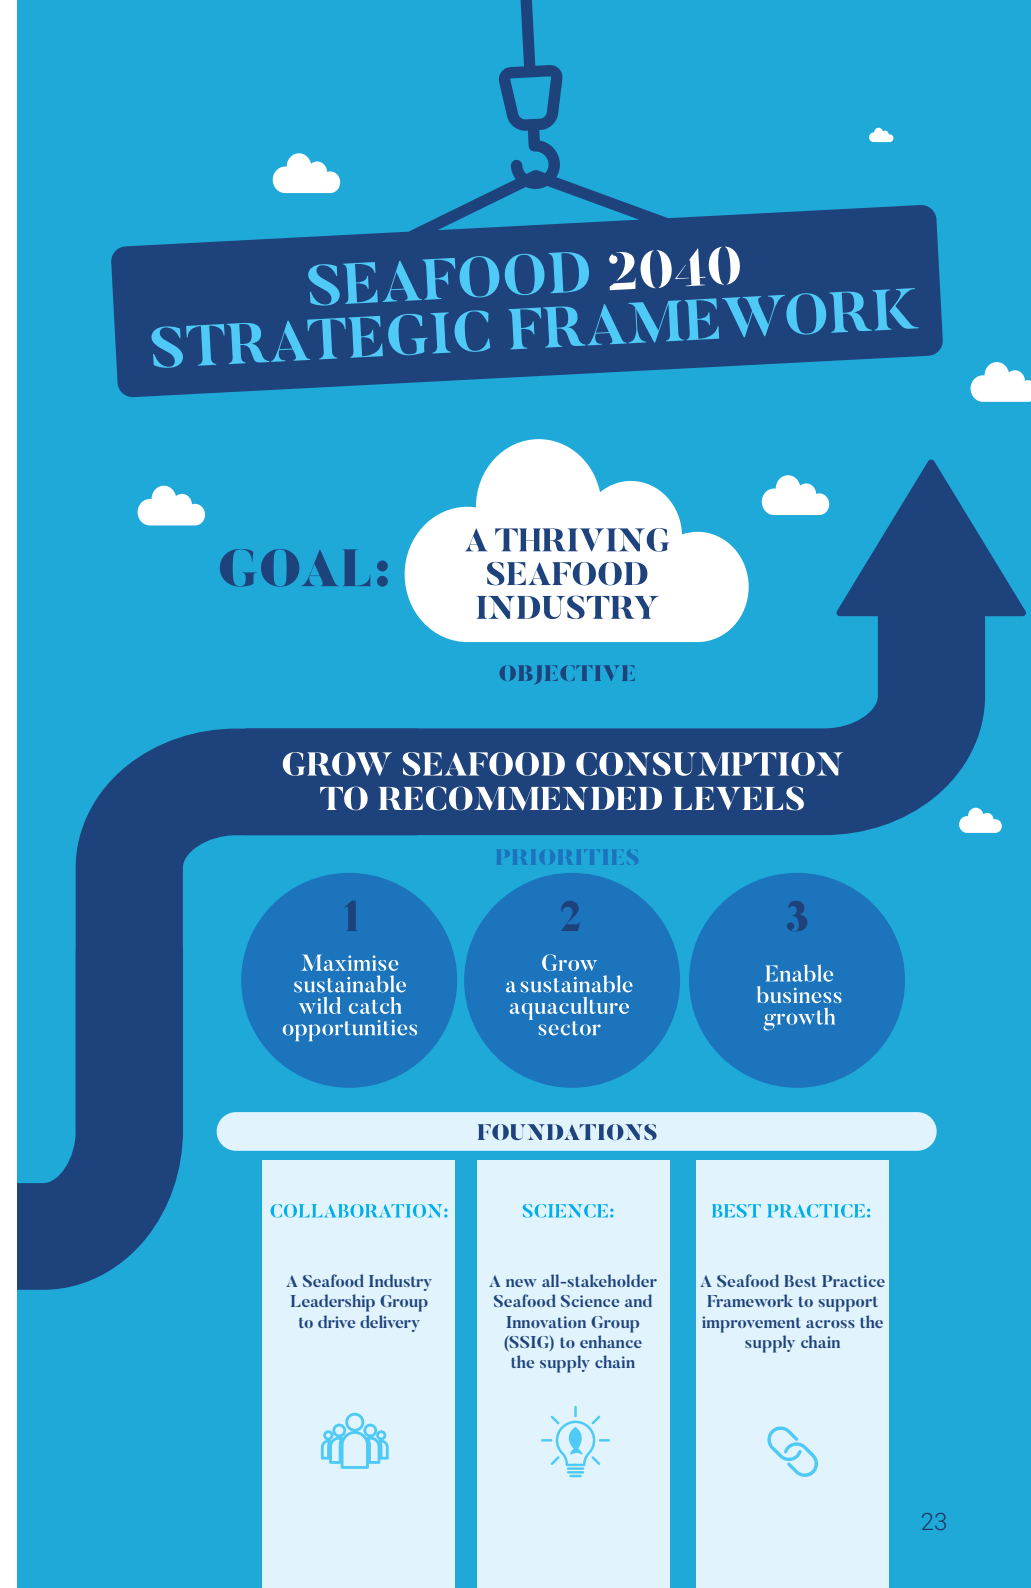 SEAFOOD 2040
STRATEGIC FRAMEWORK
GOAL:
A THRIVING
SEAFOOD
INDUSTRY
OBJECTIVE
GROW SEAFOOD CONSUMPTION
TO RECOMMENDED LEVELS
PRIORITIES
1
Maximise
sustainable
wild catch
opportunities
2
Grow
a sustainable
aquaculture
sector
3
Enable
business
growth
FOUNDATIONS
COLLABORATION:
A Seafood Industry
Leadership Group
to drive delivery
SCIENCE:
A new all-stakeholder
Seafood Science and
Innovation Group
(SSIG) to enhance
the supply chain
BEST PRACTICE:
A Seafood Best Practice
Framework to support
improvement across the
supply chain
23